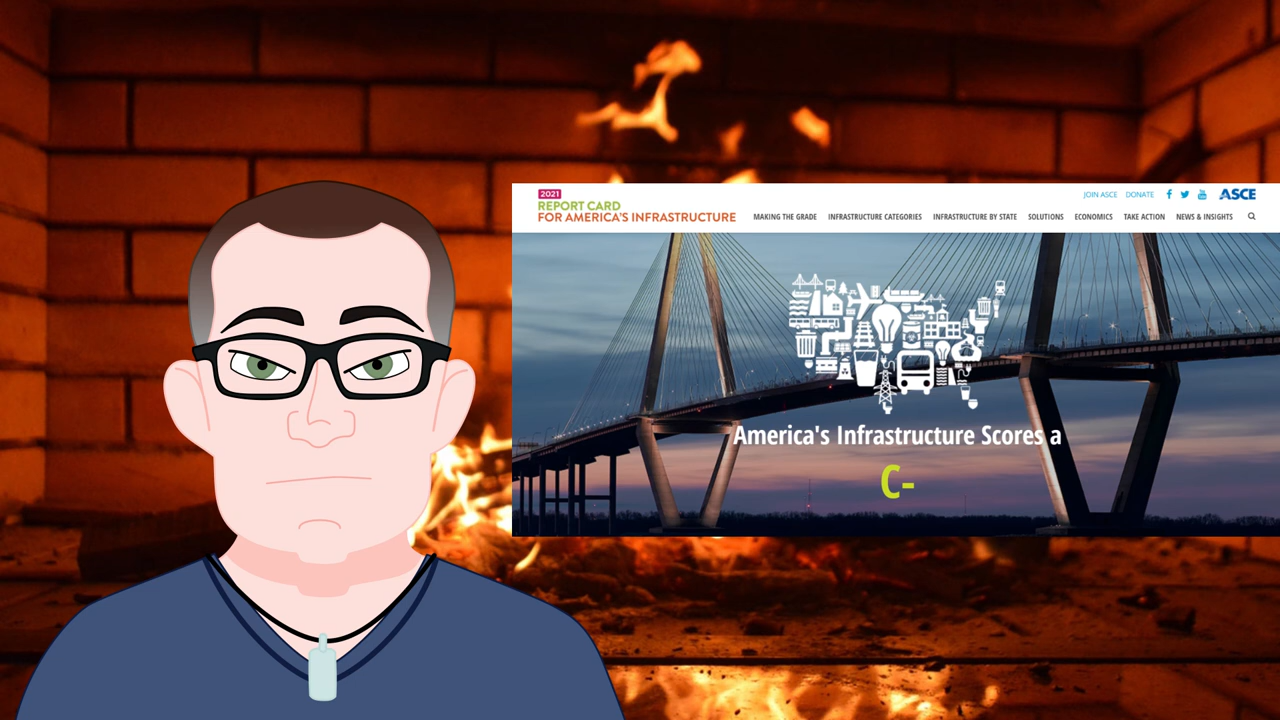 2021
REPORT CARD
FOR AMERICA'S INFRASTRUCTURE
JOIN ASCE DONATE ASCE
MAKING THE GRADE INFRASTRUCTURE CATEGORIES INFRASTRUCTURE BY STATE SOLUTIONS ECONOMICS TAKE ACTION NEWS & INSIGHTS
America's Infrastructure Scores a
C-